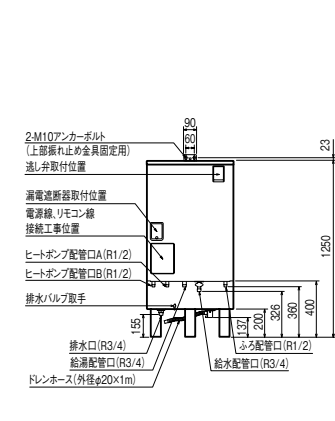 90
60
2-M10アンカーボルト
(上部振れ止め金具固定用)
逃し弁取付位置
漏電遮断器取付位置
電源線、リモコン線
接続工事位置
ヒートポンプ配管口A(R1/2)
ヒートポンプ配管口B(R1/2)
排水バルブ取手
23
1250
155
137
200
326
360
400
排水口(R3/4)
ふろ配管口(R1/2)
給湯配管口(R3/4)
給水配管口(R3/4)
ドレンホース(外径φ20×1m)